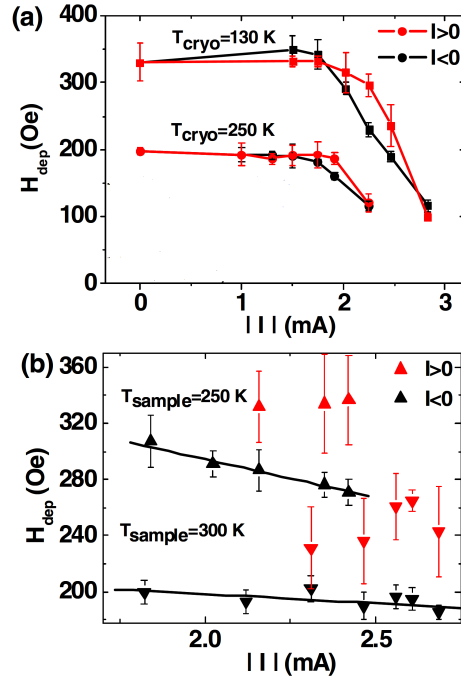 (a)
T_cryo=130 K
I>0
I<0
T_cryo=250 K
H_dep(Oe)
400
300
200
100
0
0 1 2 3
| I | (mA)
(b)
T_sample=250 K
I>0
I<0
T_sample=300 K
H_dep(Oe)
360
320
280
240
200
2.0 2.5
| I | (mA)